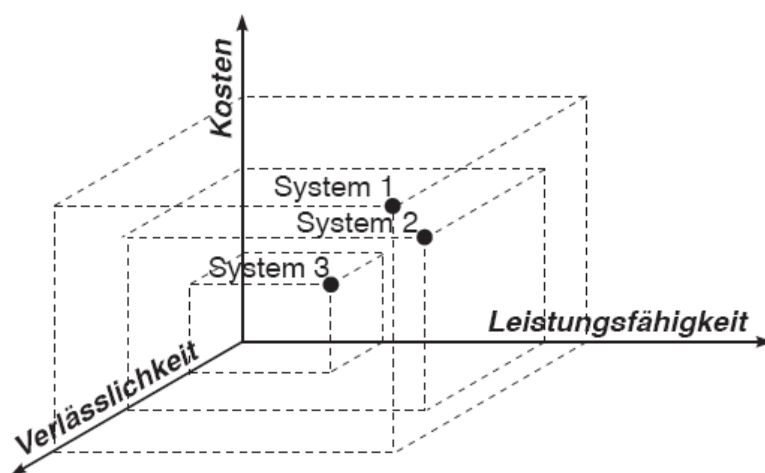 Kosten
System 1
System 2
System 3
Leistungsfähigkeit
Verlässlichkeit